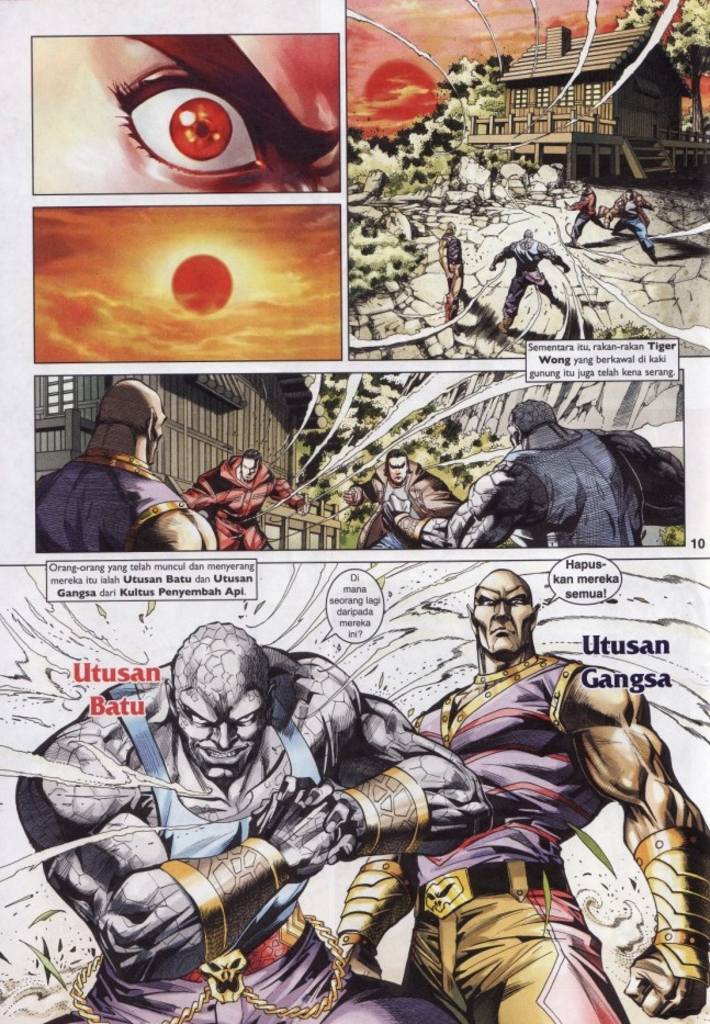 Sementara itu, rakan-rakan Tiger
Wong yang berkawal di kaki
gunung itu juga telah kena serang.
10
Orang-orang yang telah muncul dan menyerang
mereka itu ialah Utusan Batu dan Utusan
Gangsa dari Kultus Penyembah Api.
Utusan
Batu
Di
mana
seorang lagi
daripada
mereka
ini?
Hapus-
kan mereka
semua!
Utusan
Gangsa